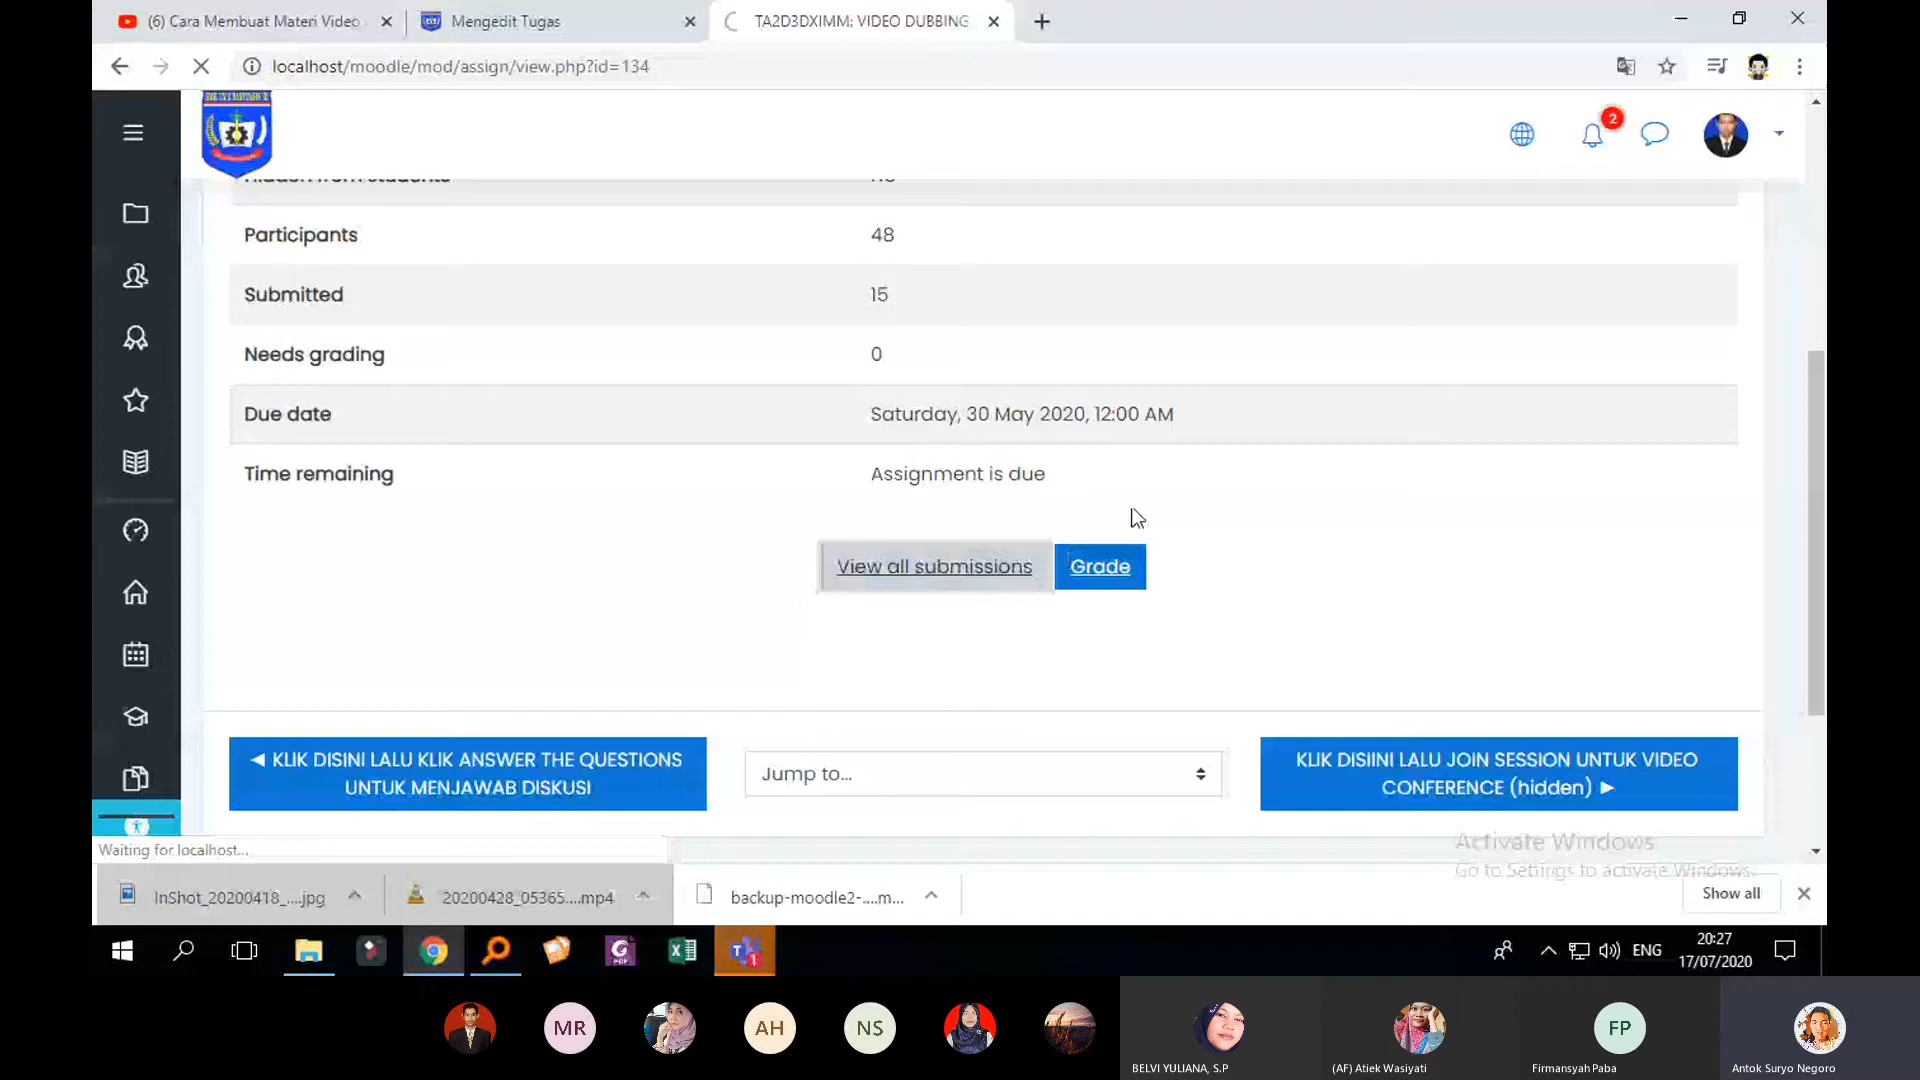 (6) Cara Membuat Materi Video
Mengedit Tugas
TA2D3DXIMM: VIDEO DUBBING
localhost/moodle/mod/assign/view.php?id=134
2
Hidden from students
No
Participants
48
Submitted
15
Needs grading
0
Due date
Saturday, 30 May 2020, 12:00 AM
Time remaining
Assignment is due
View all submissions
Grade
◄ KLIK DISINI LALU KLIK ANSWER THE QUESTIONS
UNTUK MENJAWAB DISKUSI
Jump to...
KLIK DISIINI LALU JOIN SESSION UNTUK VIDEO
CONFERENCE (hidden) ►
Waiting for localhost...
Activate Windows
Go to Settings to activate Windows.
InShot_20200418_....jpg
20200428_05365....mp4
backup-moodle2-....m...
Show all
ENG
20:27
17/07/2020
MR
AH
NS
BELVI YULIANA, S.P
(AF) Atiek Wasiyati
FP
Firmansyah Paba
Antok Suryo Negoro